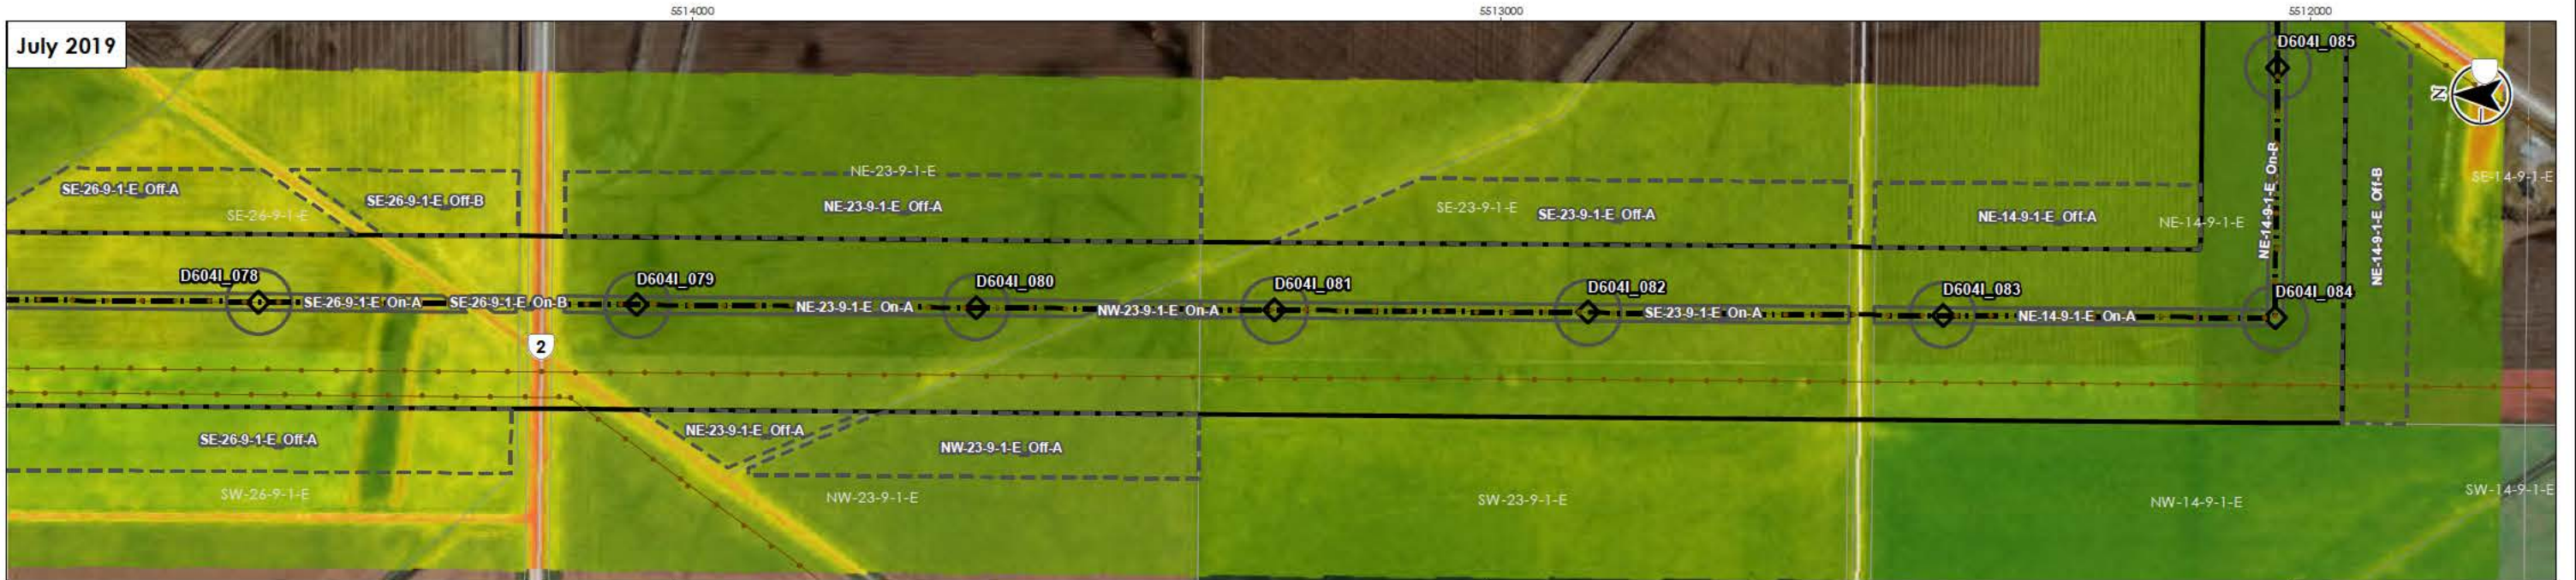 5514000
5513000
5512000
July 2019
D604I_085
N
SE-26-9-1-E_Off-A
SE-26-9-1-E
SE-26-9-1-E_Off-B
NE-23-9-1-E
NE-23-9-1-E_Off-A
SE-23-9-1-E
SE-23-9-1-E_Off-A
NE-14-9-1-E_Off-A
NE-14-9-1-E
NE-14-9-1-E_On-B
NE-14-9-1-E_Off-B
SE-14-9-1-E
D604I_078
D604I_079
D604I_080
D604I_081
D604I_082
D604I_083
D604I_084
SE-26-9-1-E_On-A
SE-26-9-1-E_On-B
NE-23-9-1-E_On-A
NW-23-9-1-E_On-A
SE-23-9-1-E_On-A
NE-14-9-1-E_On-A
2
SE-26-9-1-E_Off-A
NE-23-9-1-E_Off-A
NW-23-9-1-E_Off-A
SW-26-9-1-E
NW-23-9-1-E
SW-23-9-1-E
NW-14-9-1-E
SW-14-9-1-E